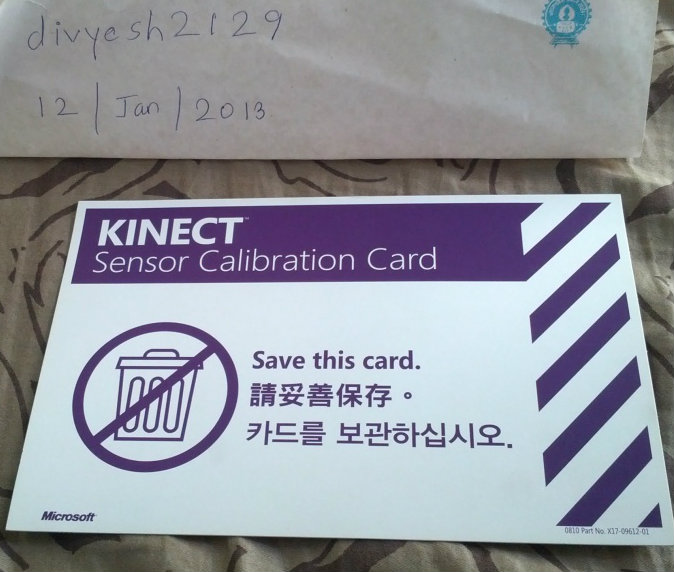 divyesh2129
12/Jan/2013
KINECT™
Sensor Calibration Card
Save this card.
請妥善保存。
카드를 보관하십시오.
Microsoft
0810 Part No. X17-09612-01